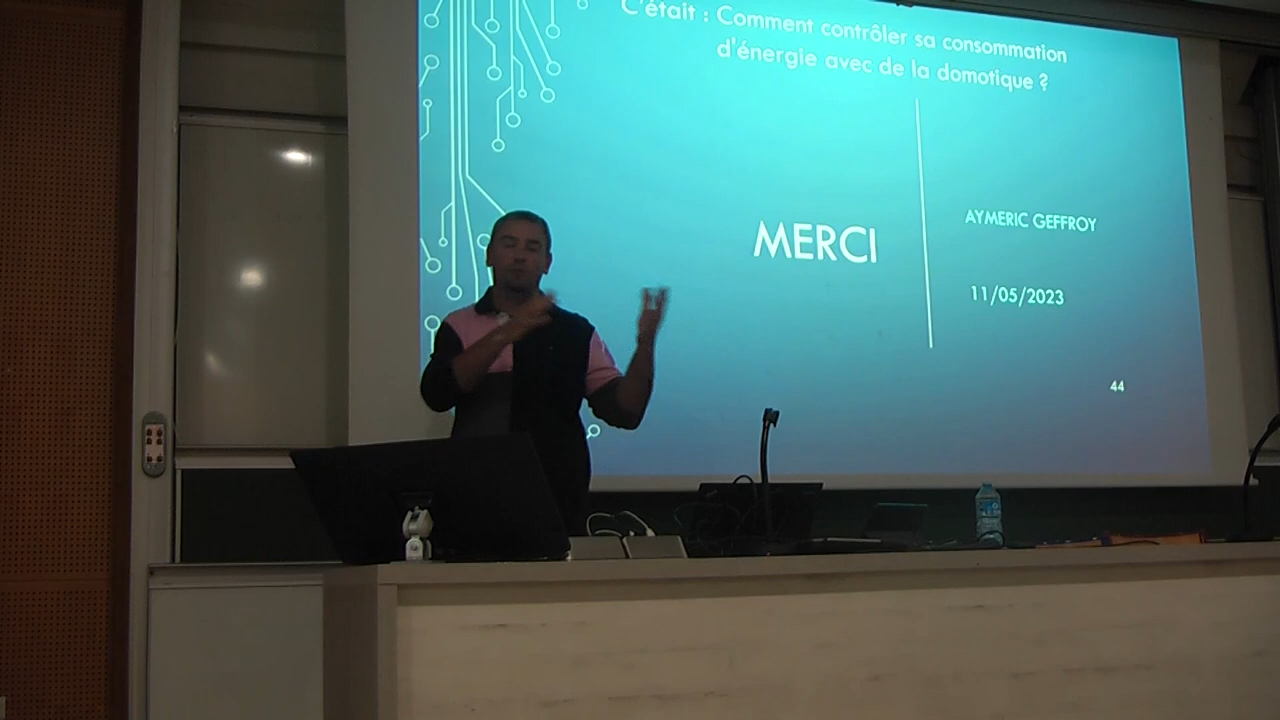 C'était : Comment contrôler sa consommation
d'énergie avec de la domotique ?
MERCI
AYMERIC GEFFROY
11/05/2023
44